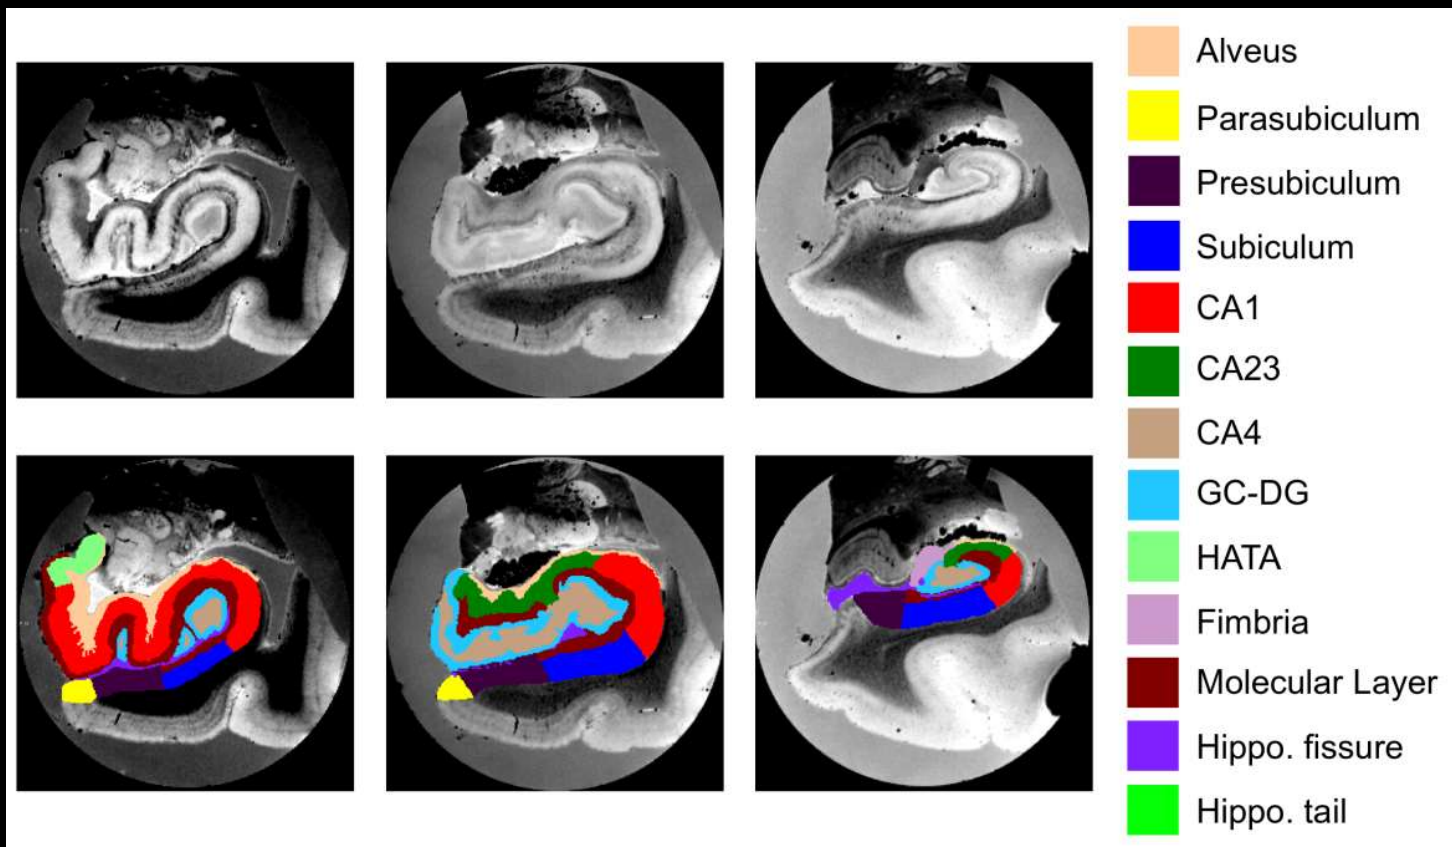 Alveus
Parasubiculum
Presubiculum
Subiculum
CA1
CA23
CA4
GC-DG
HATA
Fimbria
Molecular Layer
Hippo. fissure
Hippo. tail